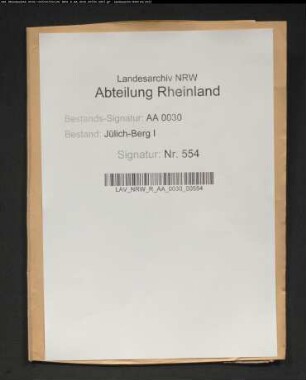 Landesarchiv NRW
Abteilung Rheinland
Bestands-Signatur: AA 0030
Bestand: Jülich-Berg I
Signatur: Nr. 554
LAV_NRW_R_AA_0030_00554